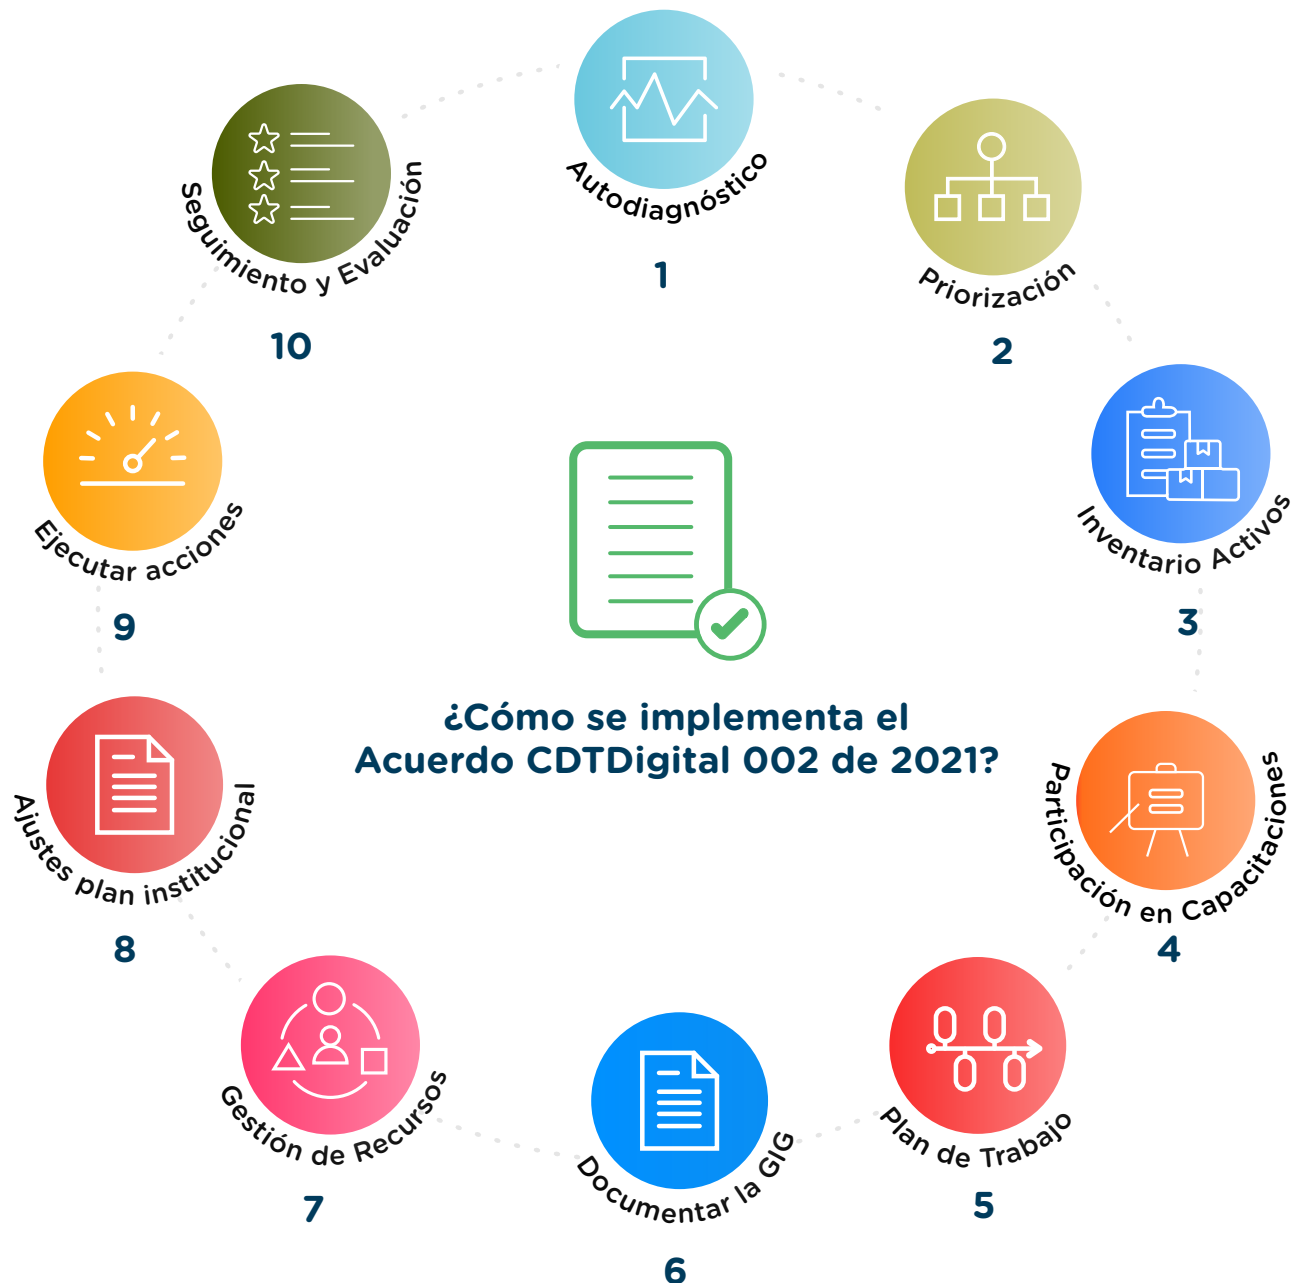 Autodiagnóstico
1
Priorización
2
Inventario Activos
3
Participación en Capacitaciones
4
Plan de Trabajo
5
Documentar la GIG
6
Gestión de Recursos
7
Ajustes plan institucional
8
Ejecutar acciones
9
Seguimiento y Evaluación
10
¿Cómo se implementa el
Acuerdo CDTDigital 002 de 2021?